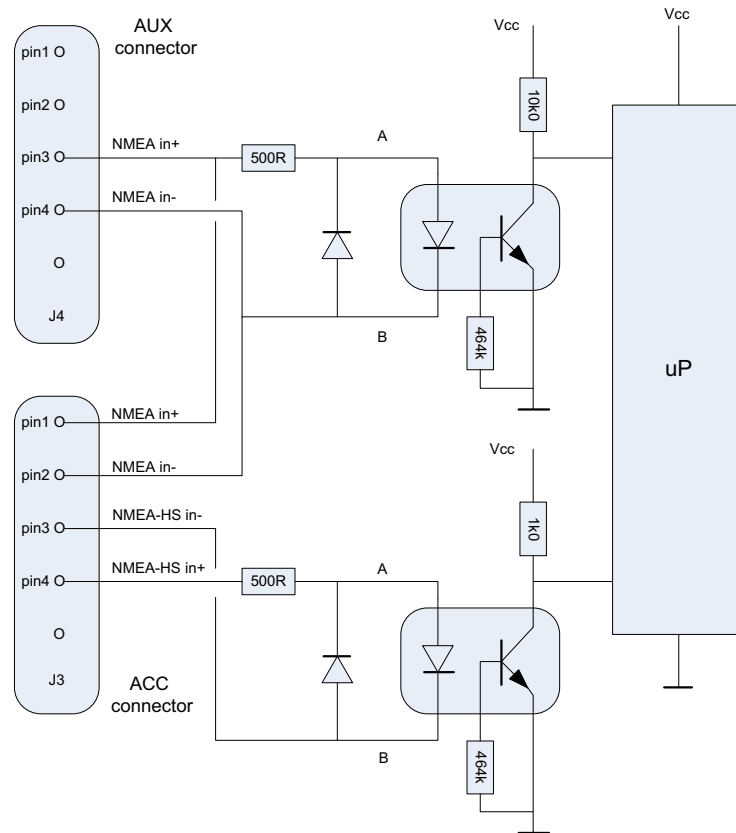 AUX
connector
Vcc
Vcc
pin1 O
pin2 O
10k0
NMEA in+
A
pin3 O
500R
NMEA in-
pin4 O
O
J4
B
464k
uP
NMEA in+
pin1 O
NMEA in-
pin2 O
Vcc
NMEA-HS in-
pin3 O
1k0
NMEA-HS in+
A
pin4 O
500R
O
J3
ACC
connector
B
464k